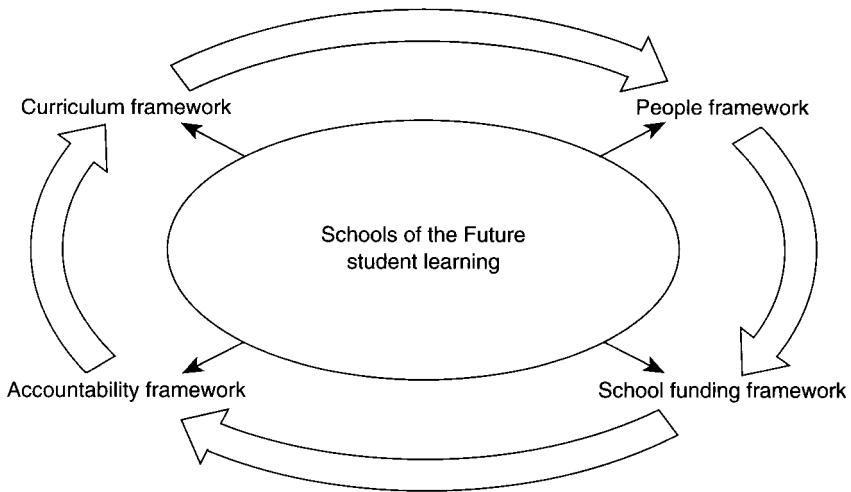 Curriculum framework
People framework
Schools of the Future
student learning
Accountability framework
School funding framework